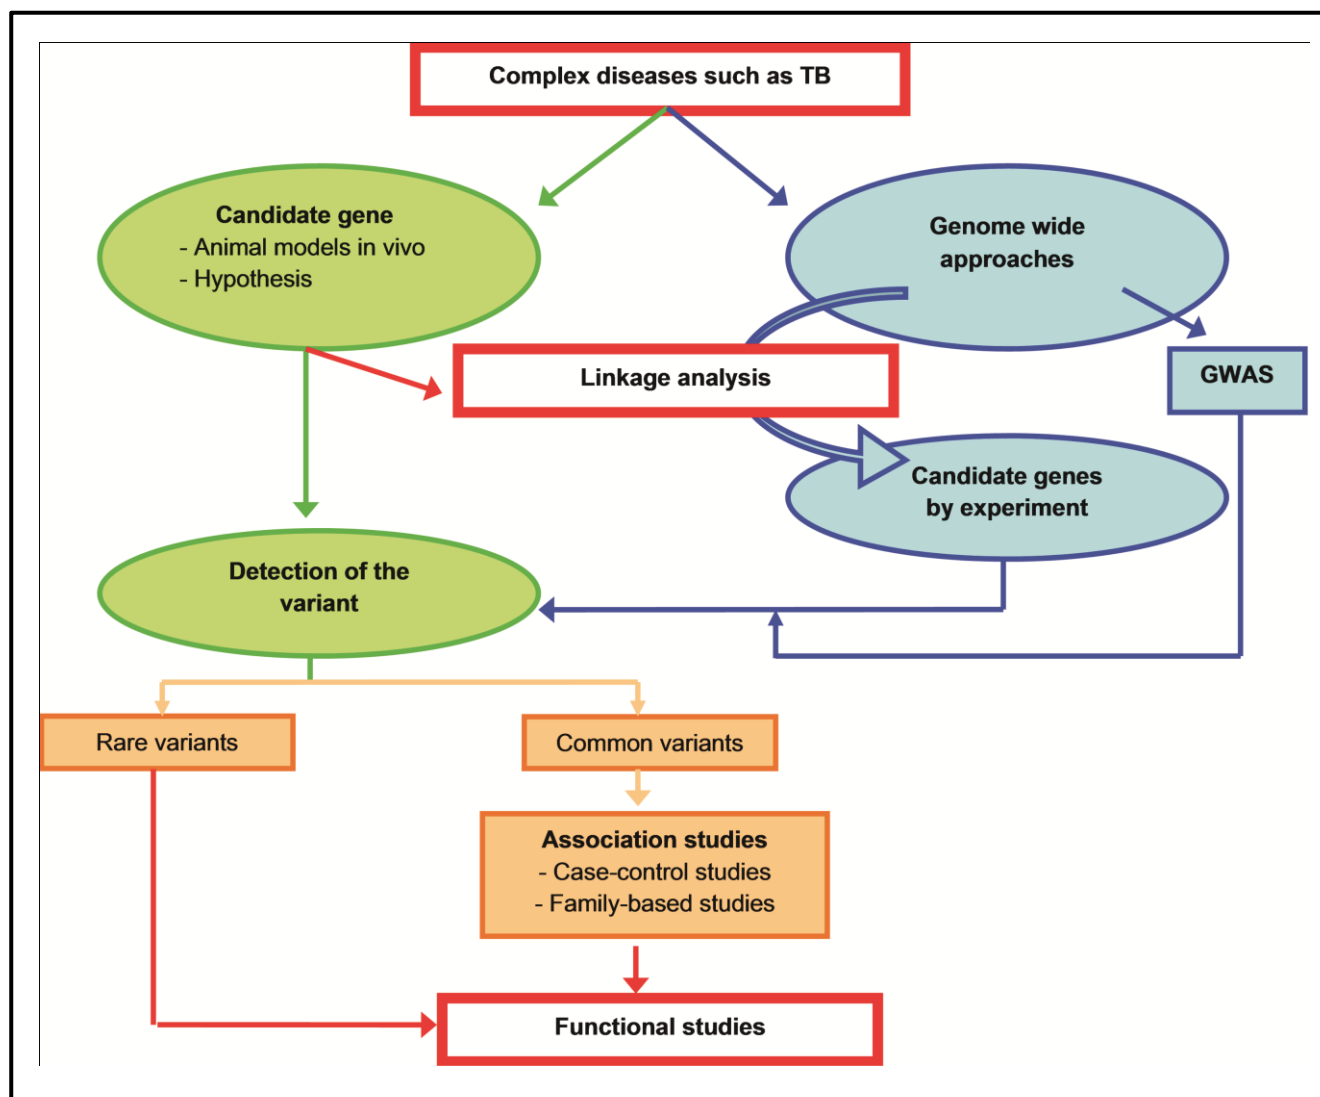 Complex diseases such as TB
Candidate gene
- Animal models in vivo
- Hypothesis
Genome wide
approaches
Linkage analysis
GWAS
Candidate genes
by experiment
Detection of the
variant
Rare variants
Common variants
Association studies
- Case-control studies
- Family-based studies
Functional studies